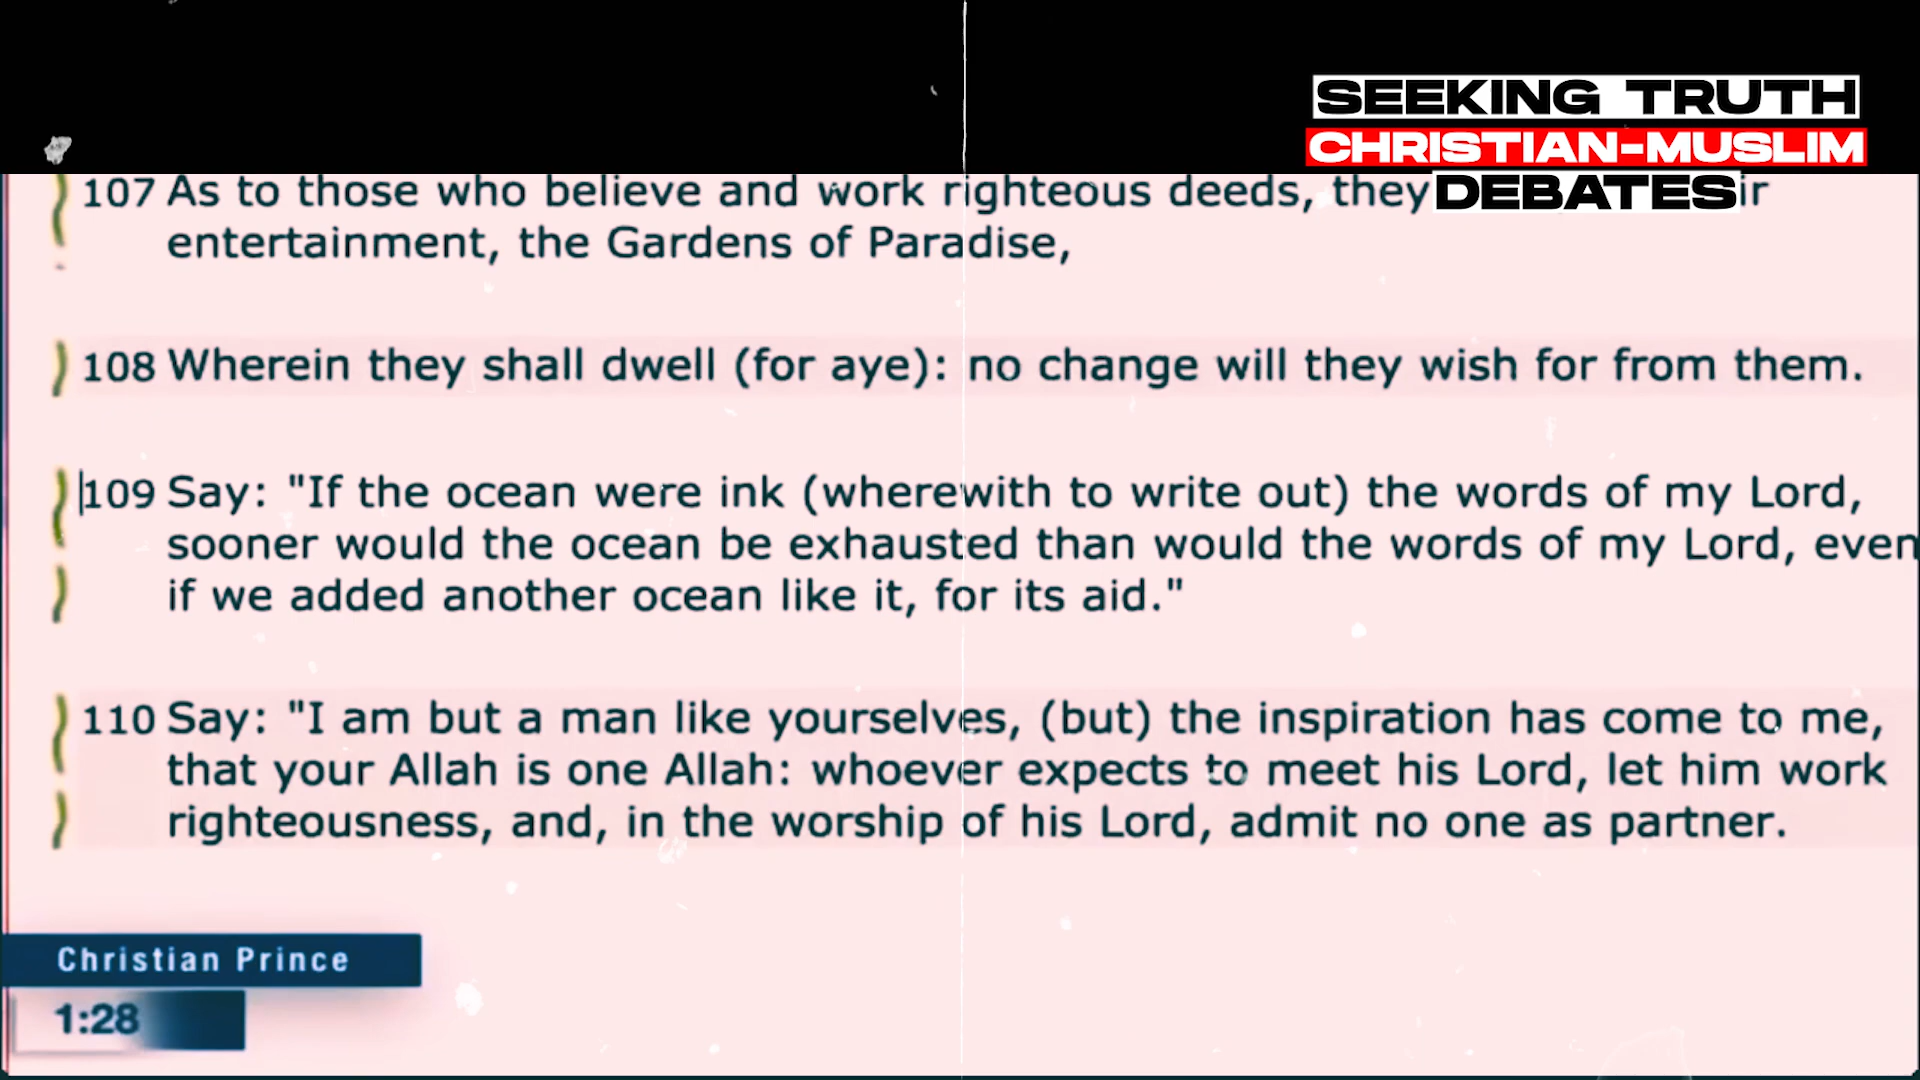 SEEKING TRUTH
CHRISTIAN-MUSLIM
DEBATES
107 As to those who believe and work righteous deeds, they ir
entertainment, the Gardens of Paradise,
108 Wherein they shall dwell (for aye): no change will they wish for from them.
109 Say: "If the ocean were ink (wherewith to write out) the words of my Lord,
sooner would the ocean be exhausted than would the words of my Lord, even
if we added another ocean like it, for its aid."
110 Say: "I am but a man like yourselves, (but) the inspiration has come to me,
that your Allah is one Allah: whoever expects to meet his Lord, let him work
righteousness, and, in the worship of his Lord, admit no one as partner.
Christian Prince
1:28